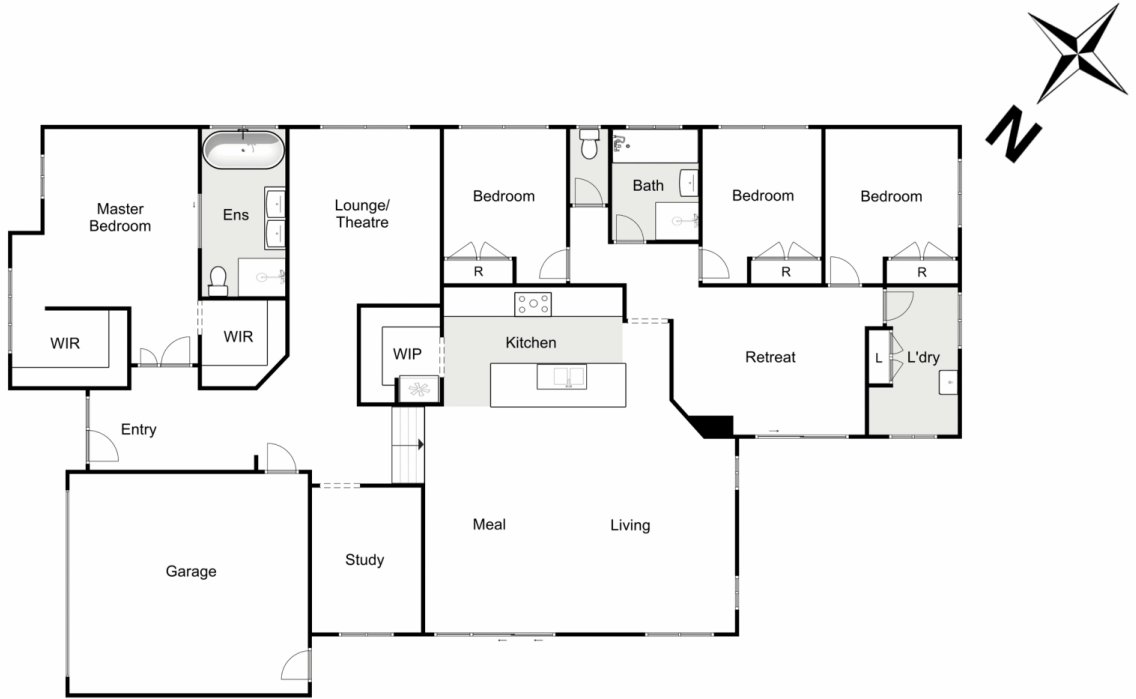 N
Master
Bedroom
Ens
Lounge/
Theatre
Bedroom
Bath
Bedroom
Bedroom
R
R
R
WIR
WIR
WIP
Kitchen
Retreat
L
L'dry
Entry
Meal
Living
Study
Garage